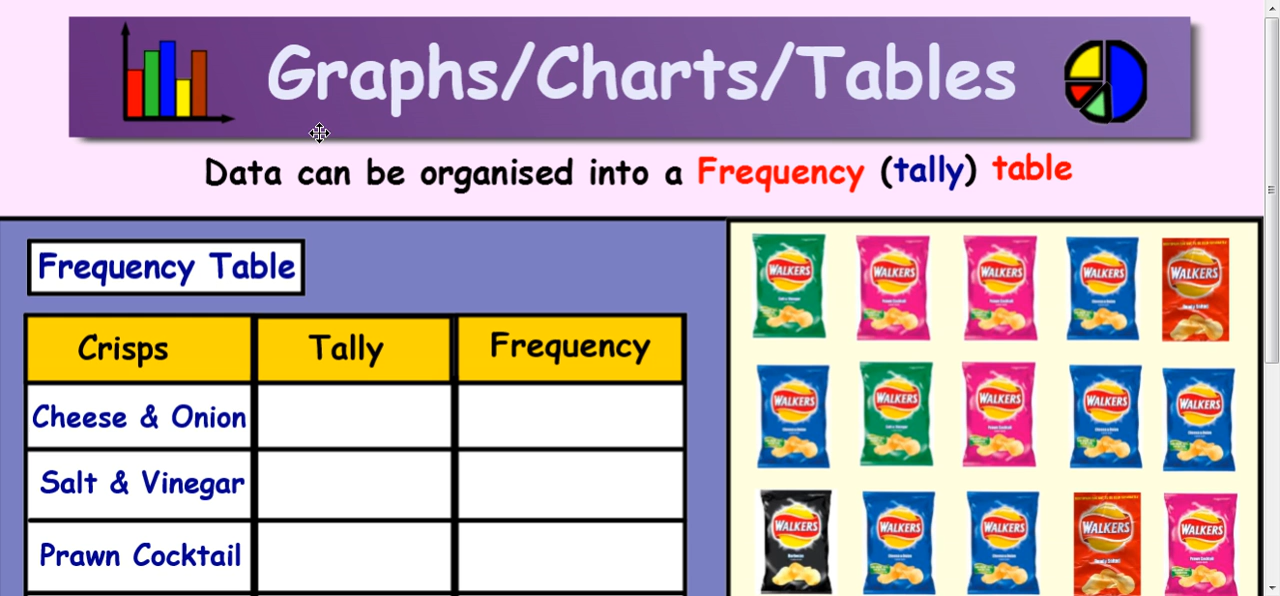 Graphs/Charts/Tables
Data can be organised into a Frequency (tally) table
Frequency Table
Crisps Tally Frequency
Cheese & Onion
Salt & Vinegar
Prawn Cocktail
WALKERS WALKERS WALKERS WALKERS WALKERS
WALKERS WALKERS WALKERS WALKERS WALKERS
WALKERS WALKERS WALKERS WALKERS WALKERS